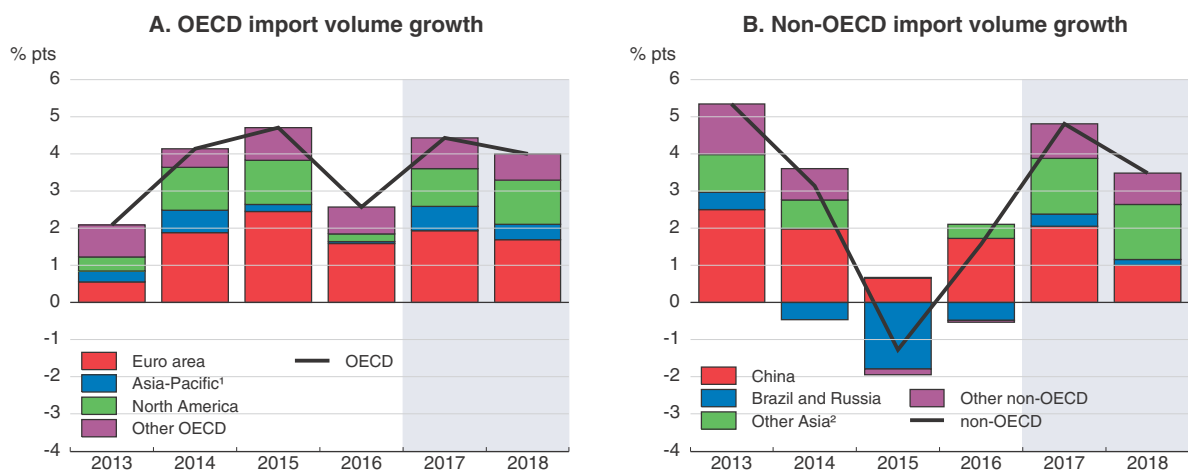 A. OECD import volume growth
% pts
6
5
4
3
2
1
0
-1
-2
-3
-4
2013 2014 2015 2016 2017 2018
Euro area
Asia-Pacific¹
North America
Other OECD
OECD
B. Non-OECD import volume growth
% pts
6
5
4
3
2
1
0
-1
-2
-3
-4
2013 2014 2015 2016 2017 2018
China
Brazil and Russia
Other Asia²
Other non-OECD
non-OECD